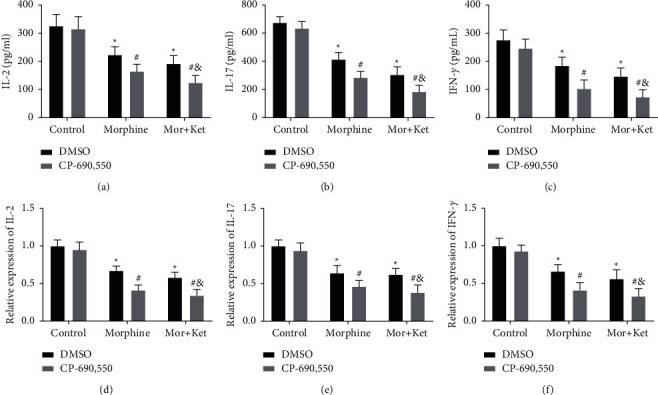 IL-2 (pg/ml)
400
300
200
100
0
*
#
*
#&
Control Morphine Mor+Ket
DMSO
CP-690,550
(a)
IL-17 (pg/ml)
800
600
400
200
0
*
#
*
#&
Control Morphine Mor+Ket
DMSO
CP-690,550
(b)
IFN-γ (pg/mL)
400
300
200
100
0
*
#
*
#&
Control Morphine Mor+Ket
DMSO
CP-690,550
(c)
Relative expression of IL-2
1.5
1.0
0.5
0.0
*
#
*
#&
Control Morphine Mor+Ket
DMSO
CP-690,550
(d)
Relative expression of IL-17
1.5
1.0
0.5
0.0
*
#
*
#&
Control Morphine Mor+Ket
DMSO
CP-690,550
(e)
Relative expression of IFN-γ
1.5
1.0
0.5
0.0
*
#
*
#&
Control Morphine Mor+Ket
DMSO
CP-690,550
(f)